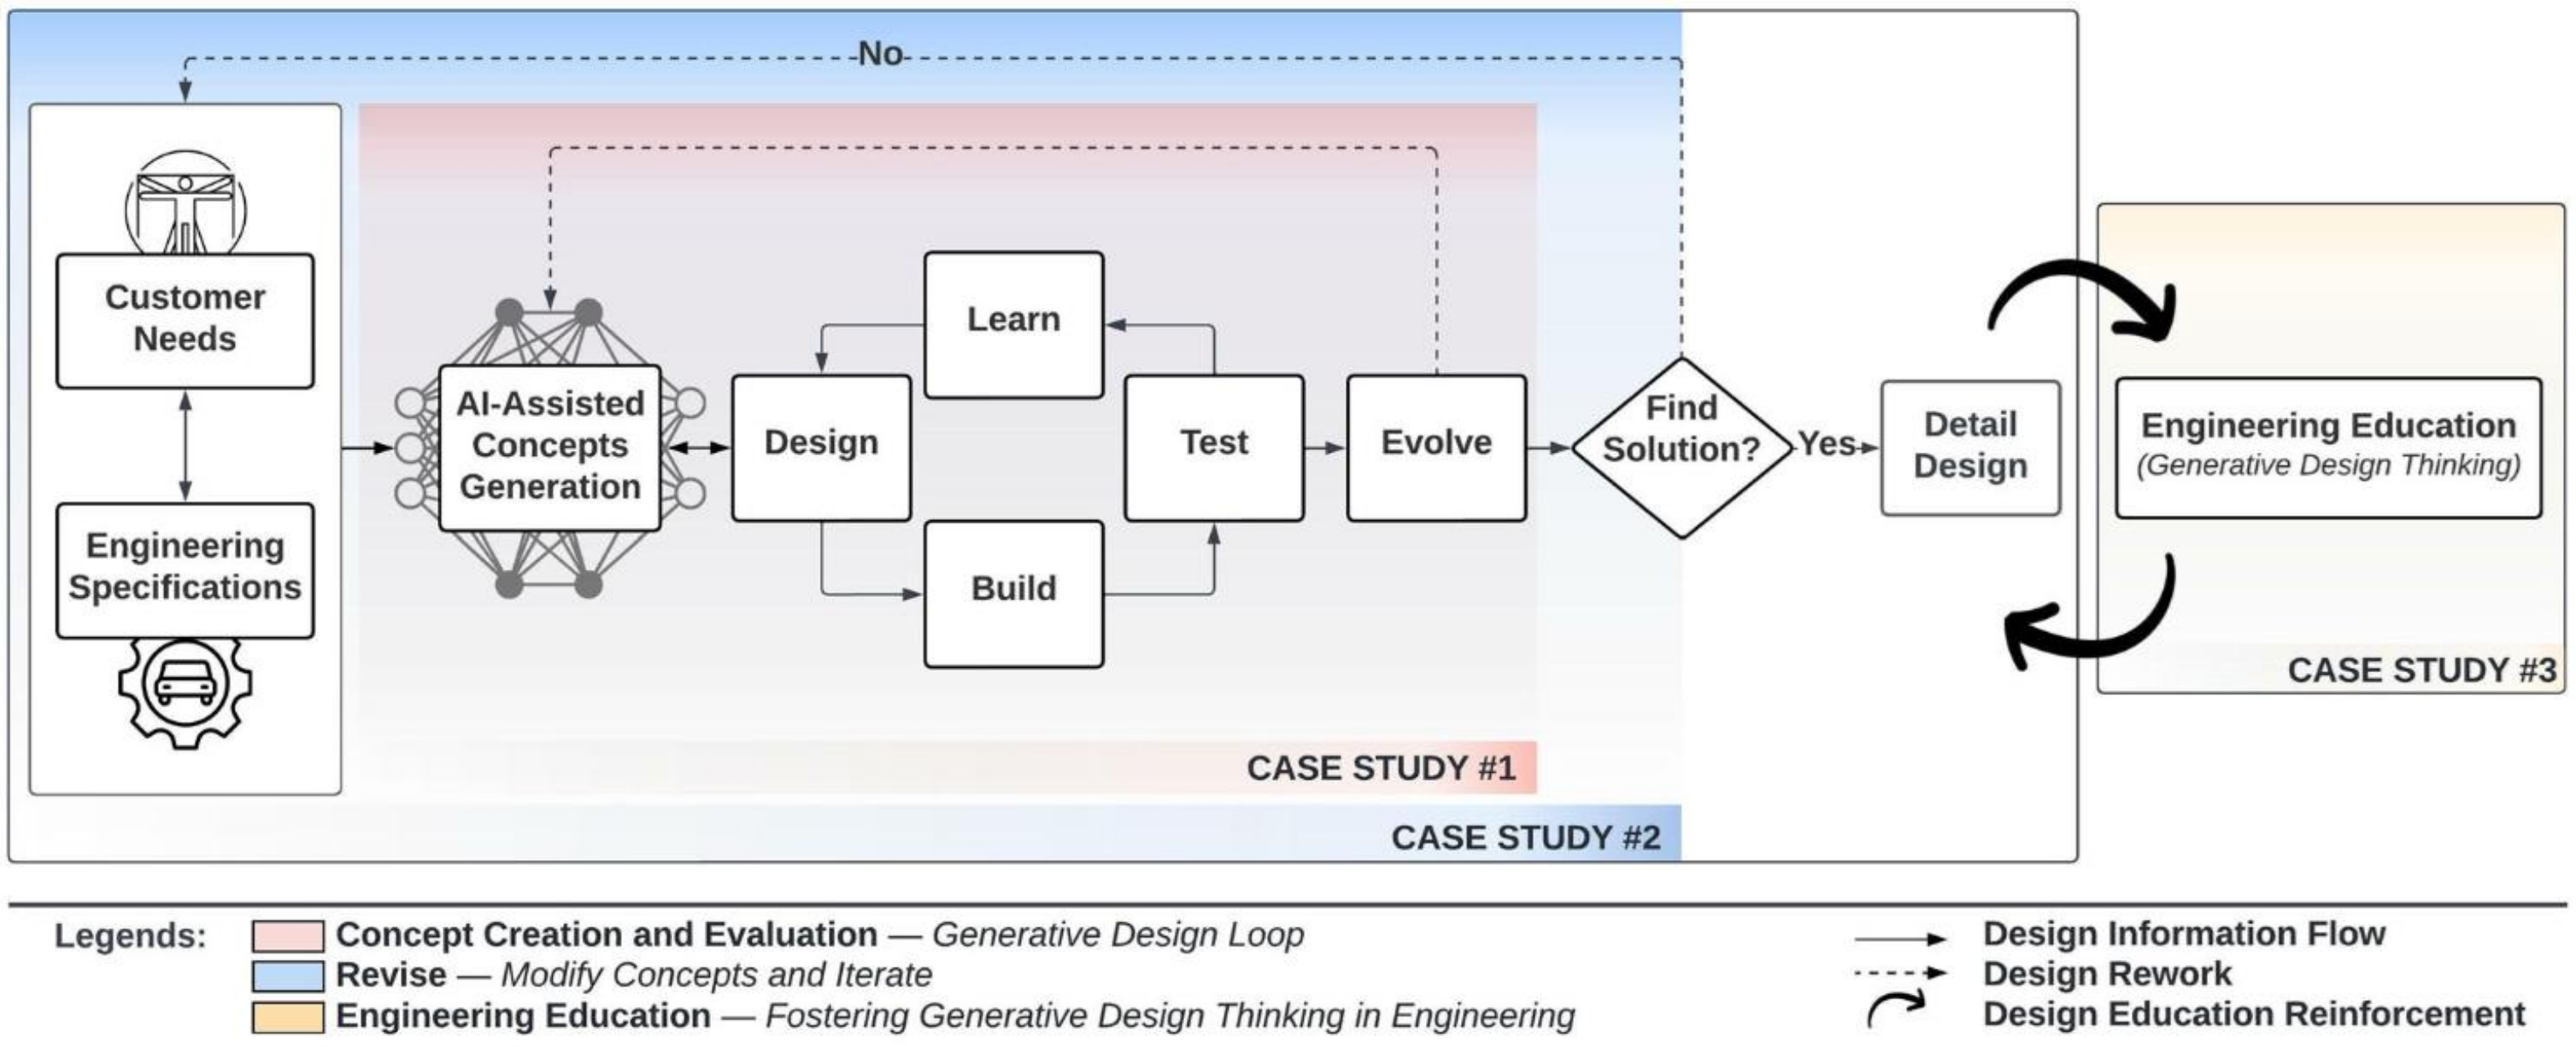 No
Customer
Needs
Engineering
Specifications
AI-Assisted
Concepts
Generation
Design
Learn
Build
Test
Evolve
Find
Solution?
Yes
Detail
Design
Engineering Education
(Generative Design Thinking)
CASE STUDY #3
CASE STUDY #1
CASE STUDY #2
Legends:
Concept Creation and Evaluation — Generative Design Loop
Revise — Modify Concepts and Iterate
Engineering Education — Fostering Generative Design Thinking in Engineering
Design Information Flow
Design Rework
Design Education Reinforcement